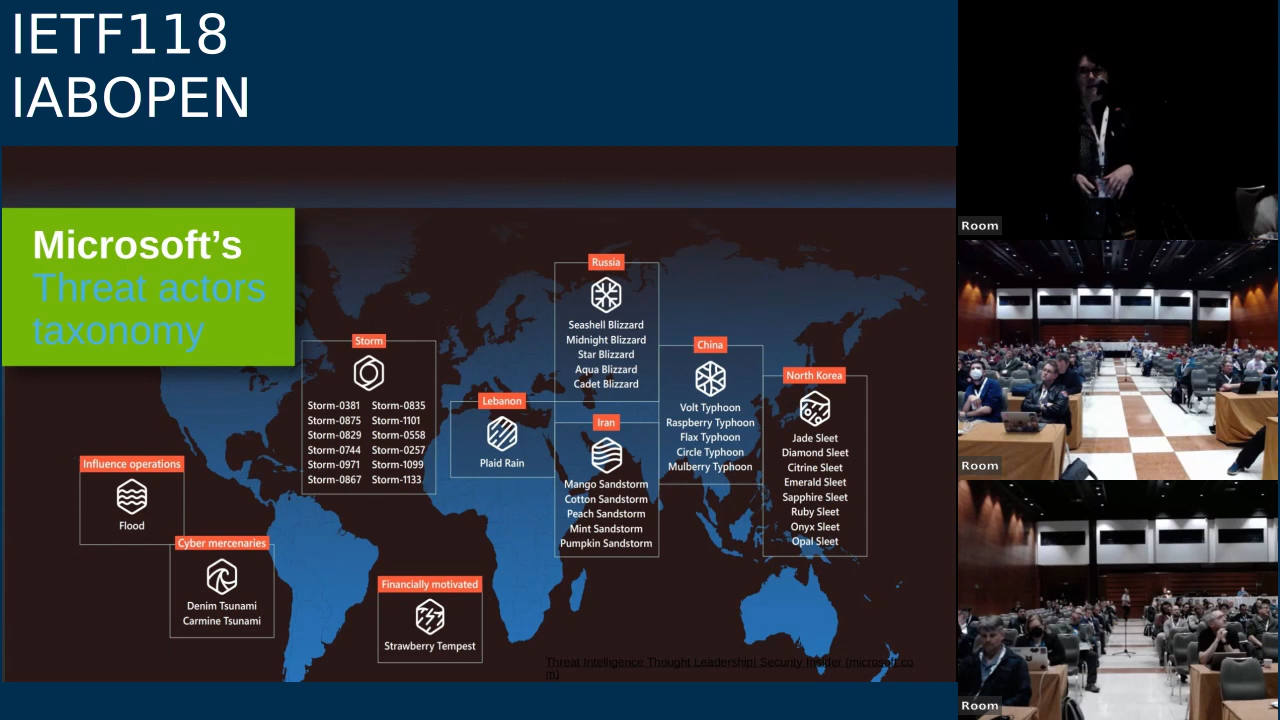 IETF118
IABOPEN
Microsoft’s
Threat actors
taxonomy
Russia
Seashell Blizzard
Midnight Blizzard
Star Blizzard
Aqua Blizzard
Cadet Blizzard
Storm
Storm-0381 Storm-0835
Storm-0875 Storm-1101
Storm-0829 Storm-0558
Storm-0744 Storm-0257
Storm-0971 Storm-1099
Storm-0867 Storm-1133
China
Volt Typhoon
Raspberry Typhoon
Flax Typhoon
Circle Typhoon
Mulberry Typhoon
North Korea
Jade Sleet
Diamond Sleet
Citrine Sleet
Emerald Sleet
Sapphire Sleet
Ruby Sleet
Onyx Sleet
Opal Sleet
Lebanon
Plaid Rain
Iran
Mango Sandstorm
Cotton Sandstorm
Peach Sandstorm
Mint Sandstorm
Pumpkin Sandstorm
Influence operations
Flood
Cyber mercenaries
Denim Tsunami
Carmine Tsunami
Financially motivated
Strawberry Tempest
Threat Intelligence Thought Leadership| Security Insider (microsoft.co
m)
Room
Room
Room